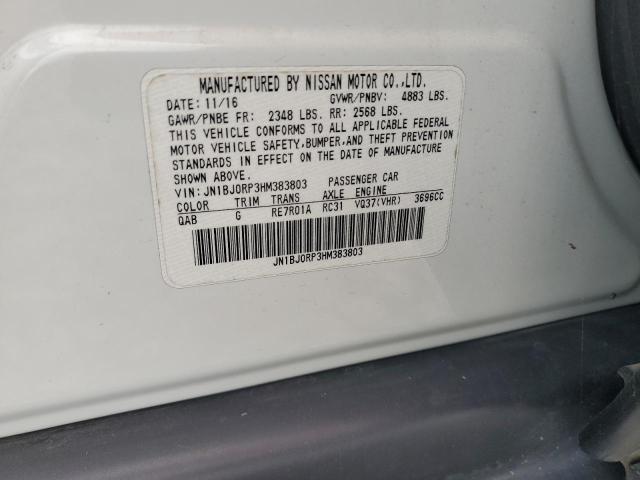 MANUFACTURED BY NISSAN MOTOR CO.,LTD.
DATE: 11/16 GVWR/PNBV: 4883 LBS.
GAWR/PNBE FR: 2348 LBS. RR: 2568 LBS.
THIS VEHICLE CONFORMS TO ALL APPLICABLE FEDERAL
MOTOR VEHICLE SAFETY,BUMPER,AND THEFT PREVENTION
STANDARDS IN EFFECT ON THE DATE OF MANUFACTURE
SHOWN ABOVE.
VIN: JN1BJ0RP3HM383803 PASSENGER CAR
COLOR TRIM TRANS AXLE ENGINE
QAB G RE7R01A RC31 VQ37(VHR) 3696CC
JN1BJ0RP3HM383803